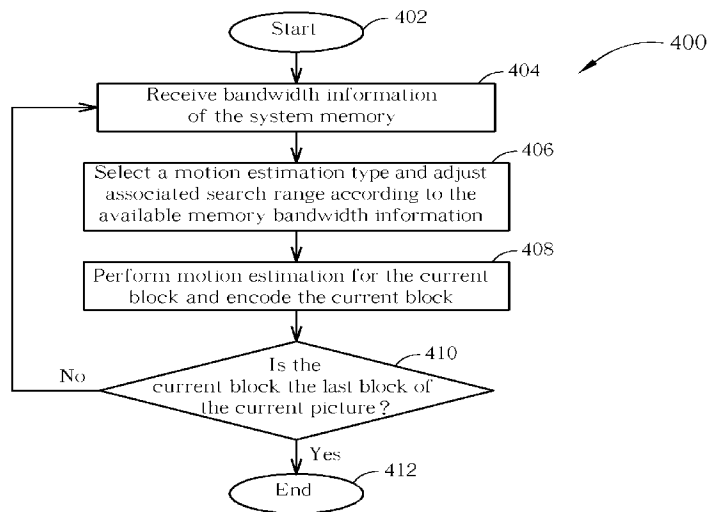 Start
402
400
404
Receive bandwidth information
of the system memory
406
Select a motion estimation type and adjust
associated search range according to the
available memory bandwidth information
408
Perform motion estimation for the current
block and encode the current block
410
Is the
current block the last block of
the current picture?
No
Yes
412
End